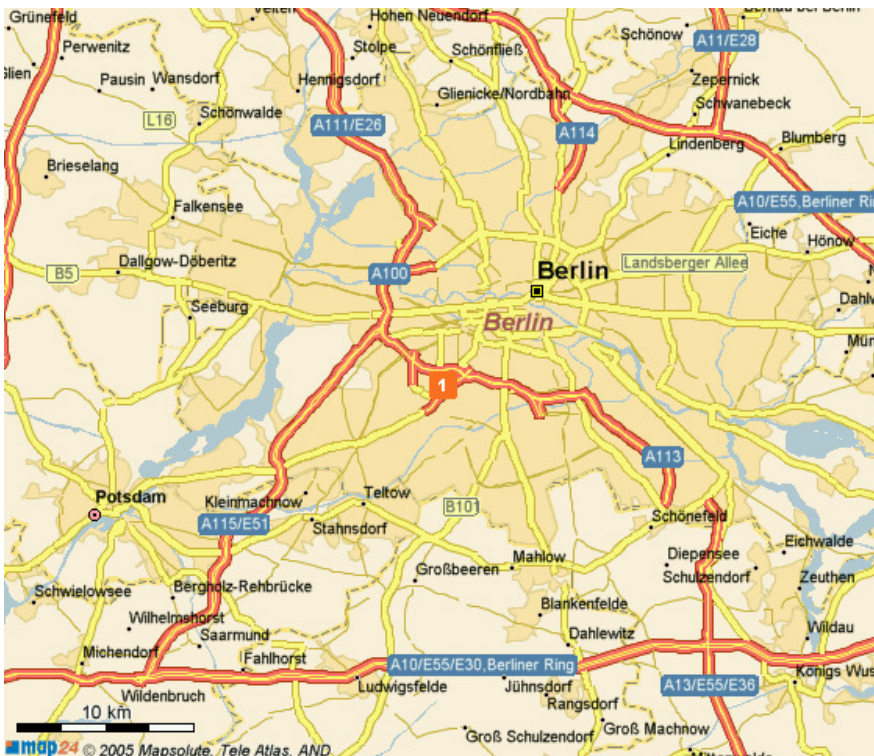 Grünefeld
Hohen Neuendorf
Schönow
A11/E28
Perwenitz
Stolpe
Schönfließ
Pausin
Wansdorf
Hennigsdorf
Zepernick
Glienicke/Nordbahn
Schwanebeck
Schönwalde
L16
A111/E26
A114
Lindenberg
Blumberg
Brieselang
A10/E55,Berliner
Falkensee
Eiche
Hönow
Dallgow-Döberitz
B5
A100
Berlin
Landsberger Allee
Seeburg
Berlin
1
A113
Potsdam
Kleinmachnow
Teltow
B101
A115/E51
Stahnsdorf
Schönefeld
Eichwalde
Diepensee
Mahlow
Großbeeren
Schulzendorf
Bergholz-Rehbrücke
Zeuthen
Schwielowsee
Blankenfelde
Wilhelmshorst
Saarmund
Dahlewitz
Wildau
Michendorf
Fahlhorst
A10/E55/E30,Berliner Ring
Ludwigsfelde
Jühnsdorf
A13/E55/E36
Königs Wus
Wildenbruch
Rangsdorf
10 km
Groß Machnow
Groß Schulzendorf
map24 © 2005 Mapsolute, Tele Atlas, AND